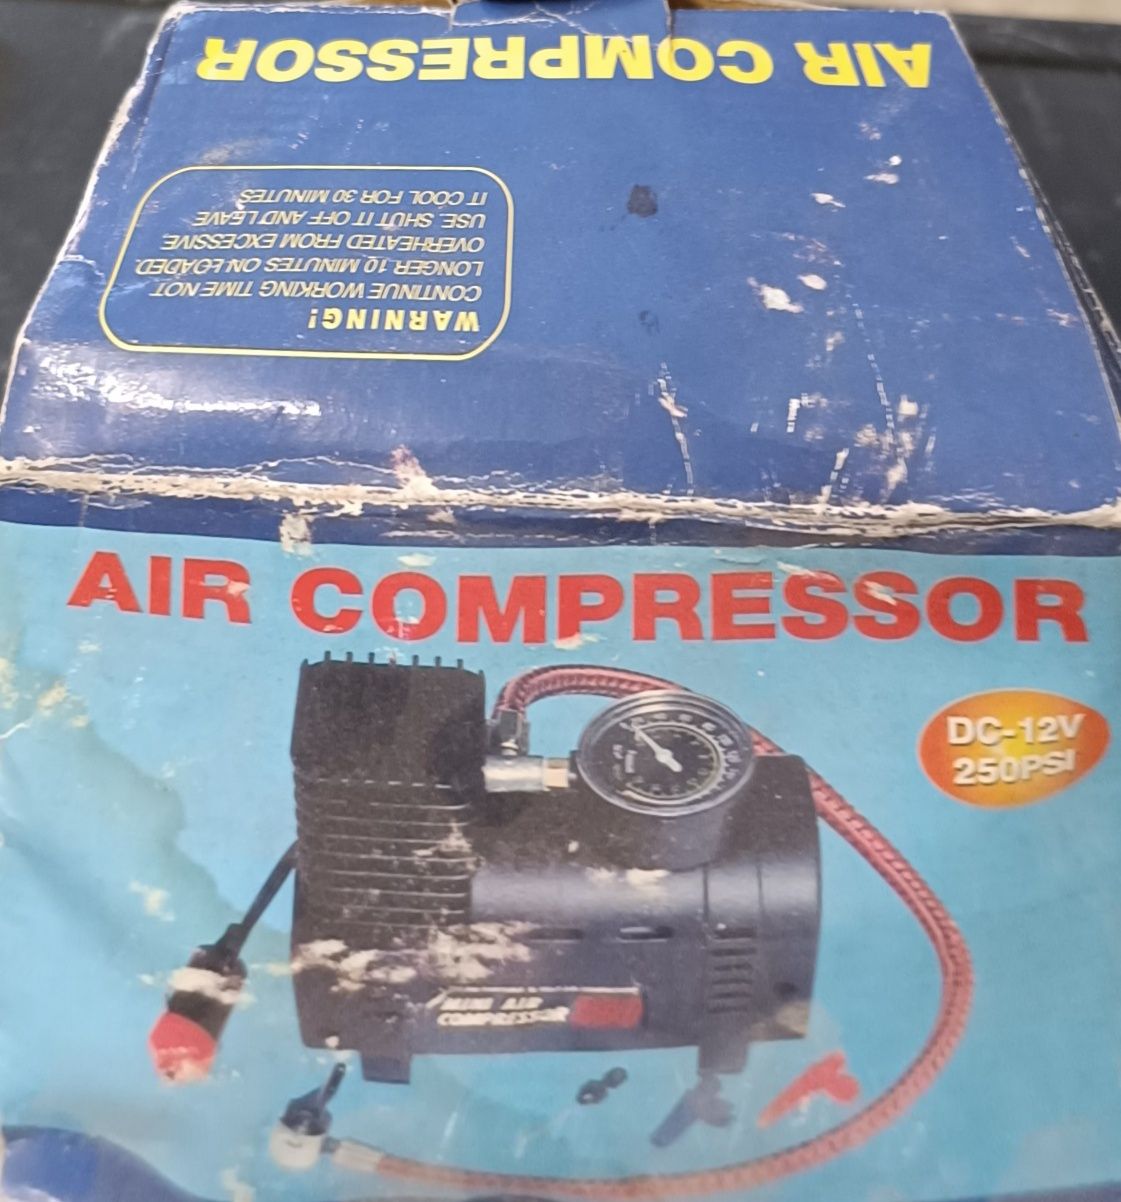 AIR COMPRESSOR
WARNING!
CONTINUE WORKING TIME NOT
LONGER 10 MINUTES ON LOADED
OVERHEATED FROM EXCESSIVE
USE. SHUT IT OFF AND LEAVE
IT COOL FOR 30 MINUTES
AIR COMPRESSOR
DC-12V
250PSI
MINI AIR
COMPRESSOR